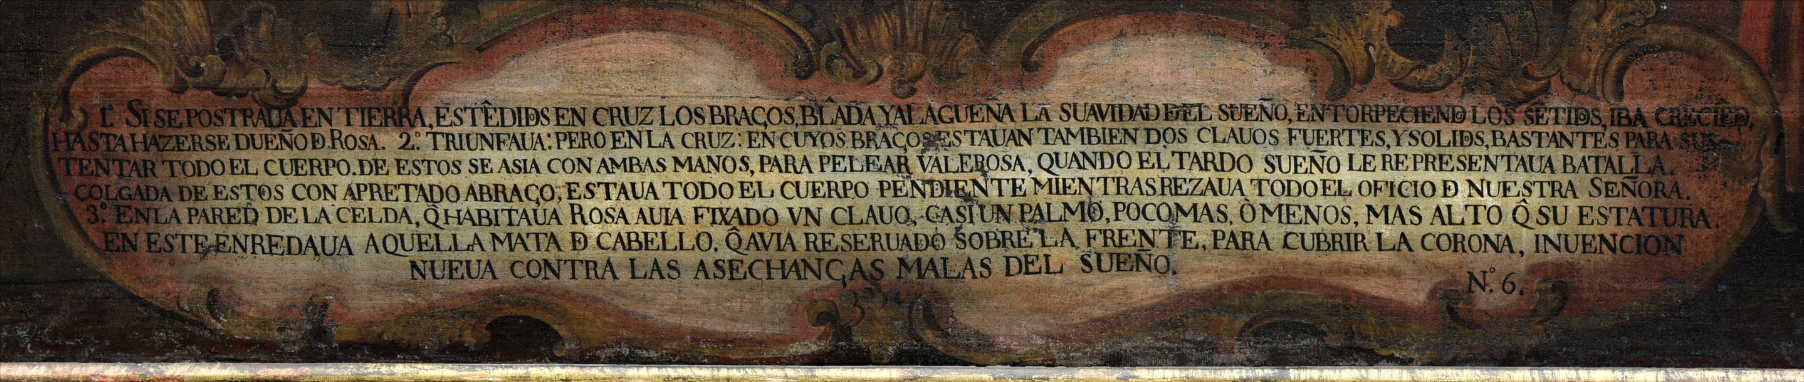 1.º SI SE POSTRAUA EN TIERRA, ESTÊDIDS EN CRUZ LOS BRAÇOS, BLÂDA YALAGUENA LA SUAVIDAD DEL SUEÑO, ENTORPECIEND LOS SETIDS, IBA CRECIED,
HASTA HAZERSE DUEÑO Đ ROSA. 2.º TRIUNFAUA: PERO EN LA CRUZ: EN CUYOS BRAÇOS ESTAUAN TAMBIEN DOS CLAUOS FUERTES, Y SOLIDS, BASTANTES PARA SUS
TENTAR TODO EL CUERPO. DE ESTOS SE ASIA CON AMBAS MANOS, PARA PELEAR VALEROSA, QUANDO EL TARDO SUEÑO LE REPRESENTAUA BATALLA.
COLGADA DE ESTOS CON APRETADO ABRAÇO, ESTAUA TODO EL CUERPO PENDIENTE MIENTRAS REZAUA TODO EL OFICIO Đ NUESTRA SEÑORA.
3.º EN LA PARED DE LA CELDA, Q̂ HABITAUA ROSA AUIA FIXADO VN CLAUO, CASI UN PALMO, POCO MAS, Ò MENOS, MAS ALTO Q̂ SU ESTATURA.
EN ESTE ENREDAUA AQUELLA MATA Đ CABELLO, Q̂ AVIA RESERUADO SOBRE LA FRENTE, PARA CUBRIR LA CORONA, INUENCION
NUEUA CONTRA LAS ASECHANÇAS MALAS DEL SUEÑO.
N.º 6.